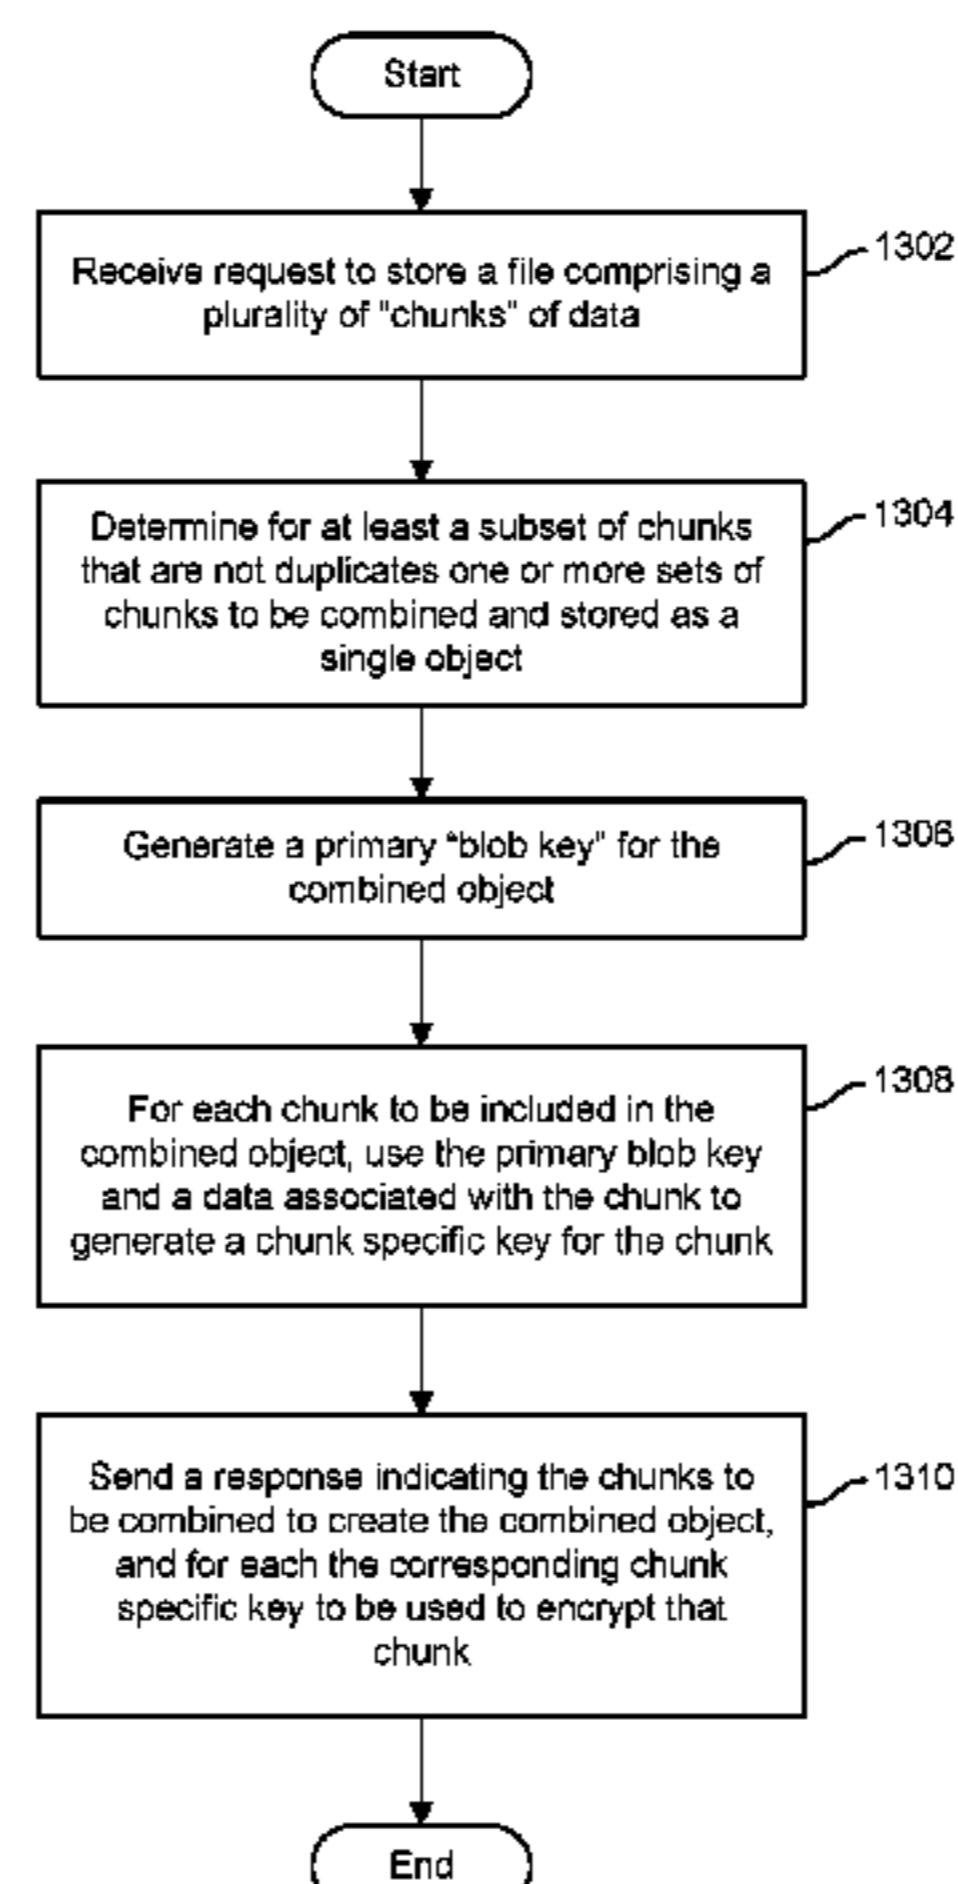 Start
Receive request to store a file comprising a
plurality of "chunks" of data
1302
Determine for at least a subset of chunks
that are not duplicates one or more sets of
chunks to be combined and stored as a
single object
1304
Generate a primary “blob key” for the
combined object
1306
For each chunk to be included in the
combined object, use the primary blob key
and a data associated with the chunk to
generate a chunk specific key for the chunk
1308
Send a response indicating the chunks to
be combined to create the combined object,
and for each the corresponding chunk
specific key to be used to encrypt that
chunk
1310
End